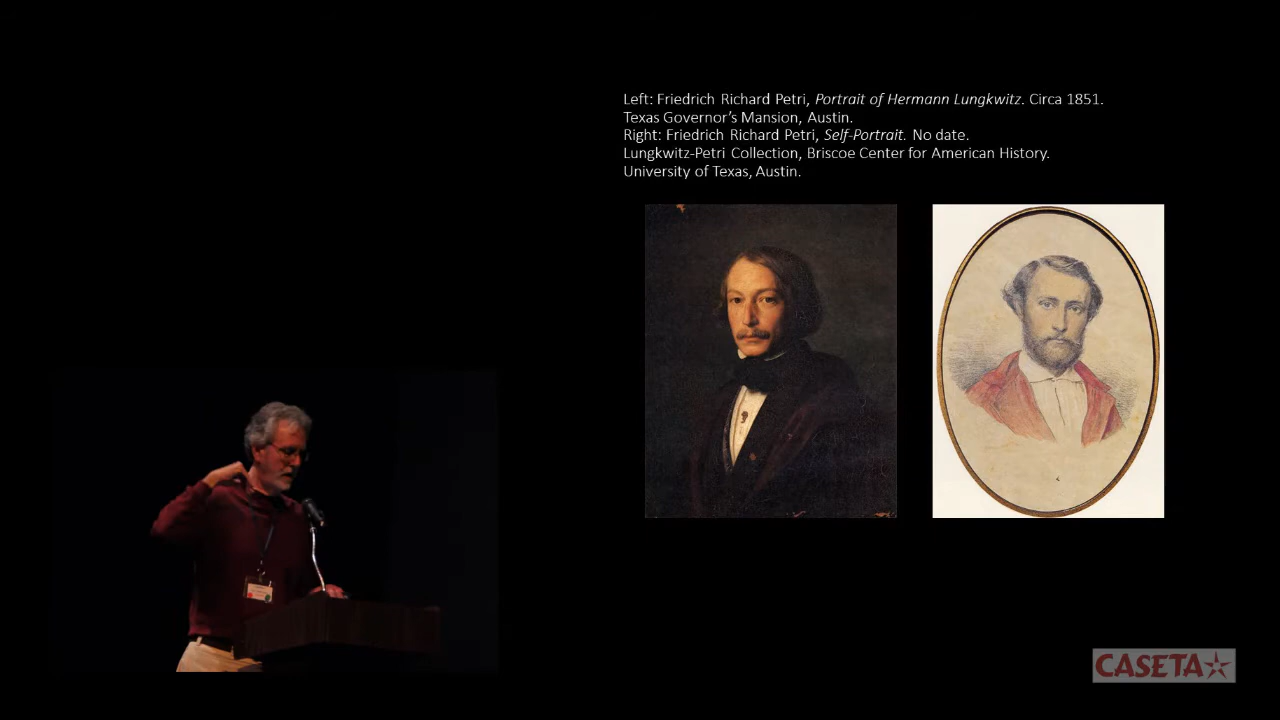 Left: Friedrich Richard Petri, Portrait of Hermann Lungkwitz. Circa 1851.
Texas Governor's Mansion, Austin.
Right: Friedrich Richard Petri, Self-Portrait. No date.
Lungkwitz-Petri Collection, Briscoe Center for American History.
University of Texas, Austin.
CASETA